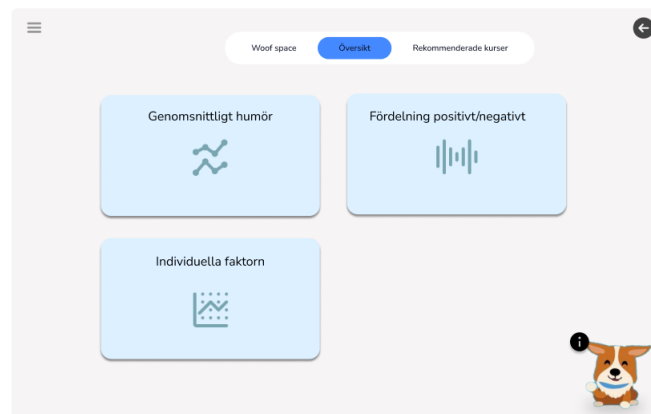 Woof space
Översikt
Rekommenderade kurser
Genomsnittligt humör
Fördelning positivt/negativt
Individuella faktorn
i